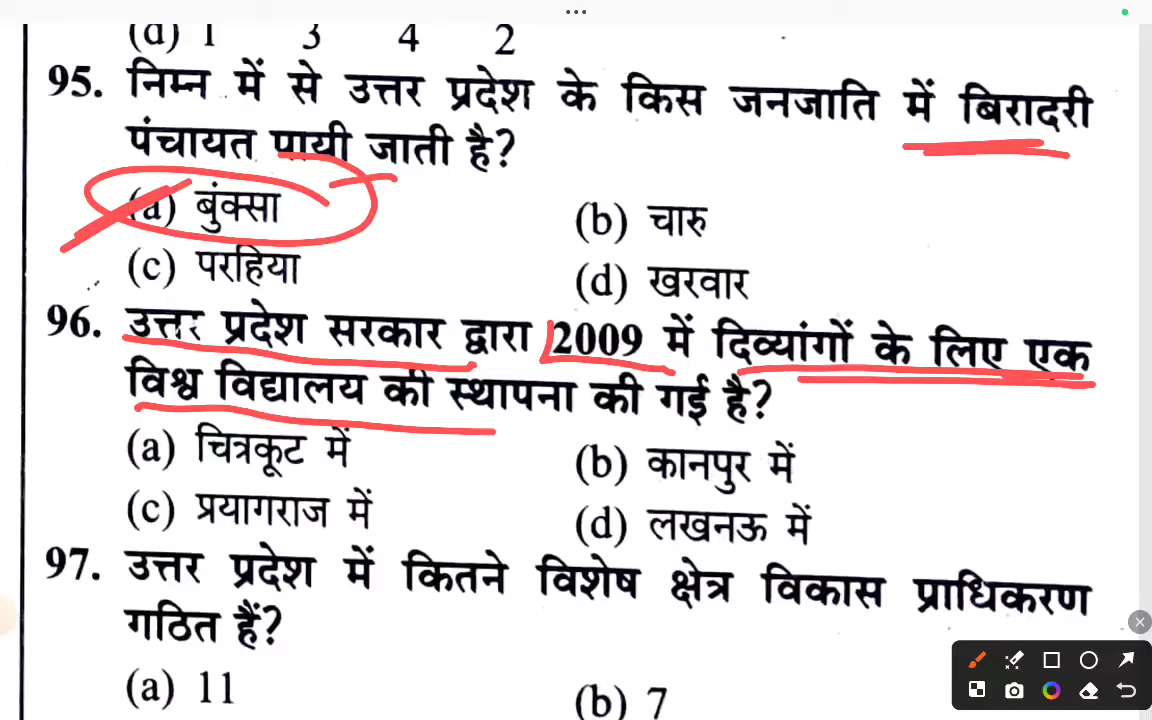 (d) 1 3 4 2
95. निम्न में से उत्तर प्रदेश के किस जनजाति में बिरादरी
पंचायत पायी जाती है?
(a) बुंक्सा (b) चारु
(c) परहिया (d) खरवार
96. उत्तर प्रदेश सरकार द्वारा 2009 में दिव्यांगों के लिए एक
विश्व विद्यालय की स्थापना की गई है?
(a) चित्रकूट में (b) कानपुर में
(c) प्रयागराज में (d) लखनऊ में
97. उत्तर प्रदेश में कितने विशेष क्षेत्र विकास प्राधिकरण
गठित हैं?
(a) 11 (b) 7